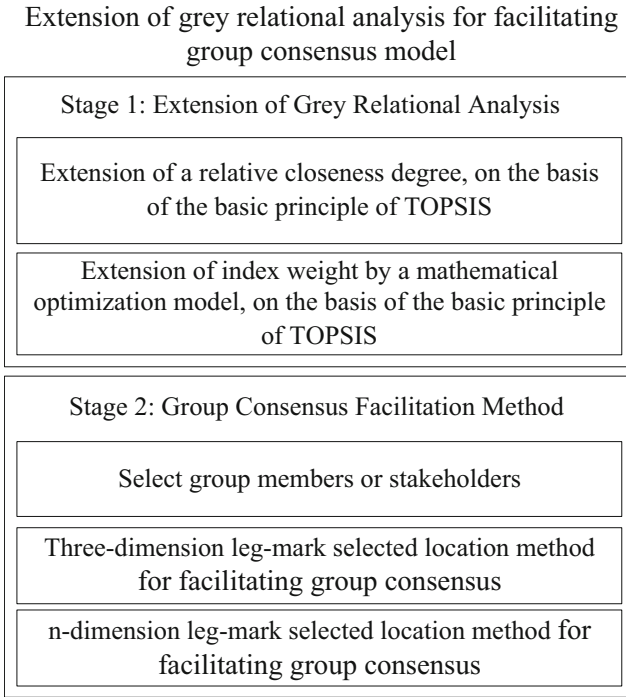 Extension of grey relational analysis for facilitating
group consensus model
Stage 1: Extension of Grey Relational Analysis
Extension of a relative closeness degree, on the basis
of the basic principle of TOPSIS
Extension of index weight by a mathematical
optimization model, on the basis of the basic principle
of TOPSIS
Stage 2: Group Consensus Facilitation Method
Select group members or stakeholders
Three-dimension leg-mark selected location method
for facilitating group consensus
n-dimension leg-mark selected location method for
facilitating group consensus